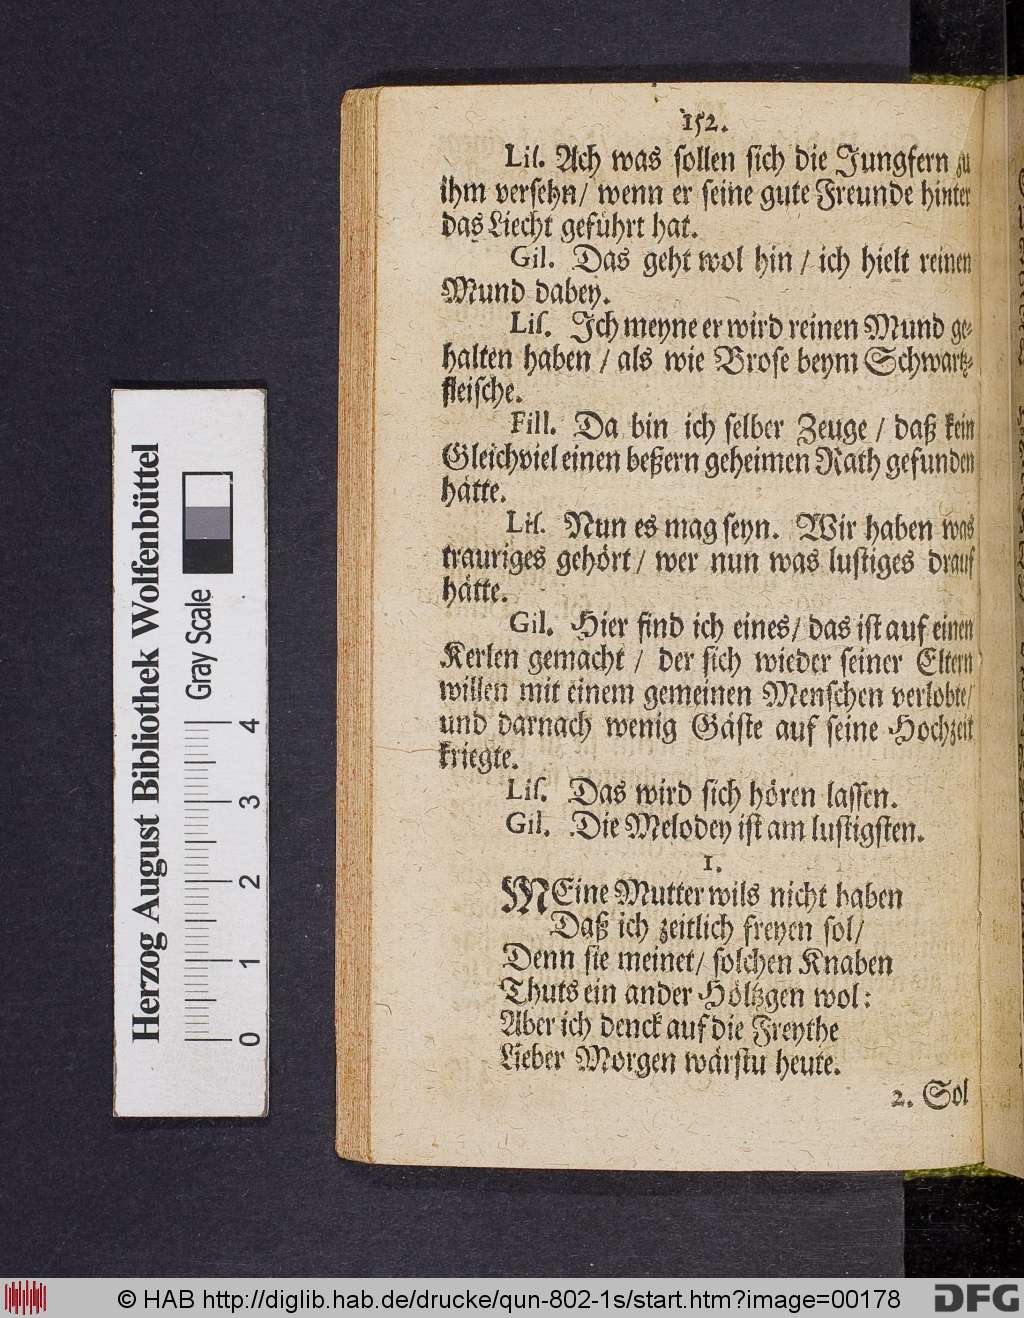 152.
Lis. Ach was sollen sich die Jungfern zu
ihm versehn/ wenn er seine gute Freunde hinter
das Liecht geführt hat.
Gil. Das geht wol hin / ich hielt reinen
Mund dabey.
Lis. Ich meyne er wird reinen Mund ge-
halten haben / als wie Brose beym Schwartz-
fleische.
Fill. Da bin ich selber Zeuge / daß kein
Gleichviel einen beßern geheimen Rath gefunden
hätte.
Lis. Nun es mag seyn. Wir haben was
trauriges gehört / wer nun was lustiges drauf
hätte.
Gil. Hier find ich eines/ das ist auf einen
Kerlen gemacht / der sich wieder seiner Eltern
willen mit einem gemeinen Menschen verlobte/
und darnach wenig Gäste auf seine Hochzeit
kriegte.
Lis. Das wird sich hören lassen.
Gil. Die Melodey ist am lustigsten.
1.
MEine Mutter wils nicht haben
Daß ich zeitlich freyen sol/
Denn sie meinet/ solchen Knaben
Thuts ein ander Höltzgen wol:
Aber ich denck auf die Freythe
Lieber Morgen wärstu heute.
2. Sol
Herzog August Bibliothek Wolfenbüttel
Gray Scale
0 1 2 3 4
© HAB http://diglib.hab.de/drucke/qun-802-1s/start.htm?image=00178
DFG